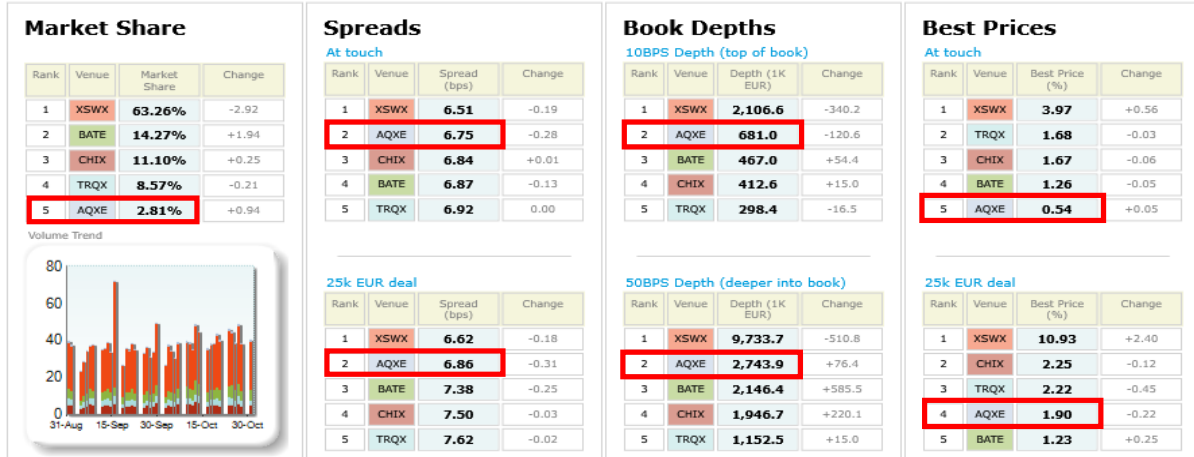 Market Share
Rank Venue Market Share Change
1 XSWX 63.26% -2.92
2 BATE 14.27% +1.94
3 CHIX 11.10% +0.25
4 TRQX 8.57% -0.21
5 AQXE 2.81% +0.94
Volume Trend
80
60
40
20
0
31-Aug 15-Sep 30-Sep 15-Oct 30-Oct
Spreads
At touch
Rank Venue Spread (bps) Change
1 XSWX 6.51 -0.19
2 AQXE 6.75 -0.28
3 CHIX 6.84 +0.01
4 BATE 6.87 -0.13
5 TRQX 6.92 0.00
25k EUR deal
Rank Venue Spread (bps) Change
1 XSWX 6.62 -0.18
2 AQXE 6.86 -0.31
3 BATE 7.38 -0.25
4 CHIX 7.50 -0.03
5 TRQX 7.62 -0.02
Book Depths
10BPS Depth (top of book)
Rank Venue Depth (1K EUR) Change
1 XSWX 2,106.6 -340.2
2 AQXE 681.0 -120.6
3 BATE 467.0 +54.4
4 CHIX 412.6 +15.0
5 TRQX 298.4 -16.5
50BPS Depth (deeper into book)
Rank Venue Depth (1K EUR) Change
1 XSWX 9,733.7 -510.8
2 AQXE 2,743.9 +76.4
3 BATE 2,146.4 +585.5
4 CHIX 1,946.7 +220.1
5 TRQX 1,152.5 +15.0
Best Prices
At touch
Rank Venue Best Price (%) Change
1 XSWX 3.97 +0.56
2 TRQX 1.68 -0.03
3 CHIX 1.67 -0.06
4 BATE 1.26 -0.05
5 AQXE 0.54 +0.05
25k EUR deal
Rank Venue Best Price (%) Change
1 XSWX 10.93 +2.40
2 CHIX 2.25 -0.12
3 TRQX 2.22 -0.45
4 AQXE 1.90 -0.22
5 BATE 1.23 +0.25